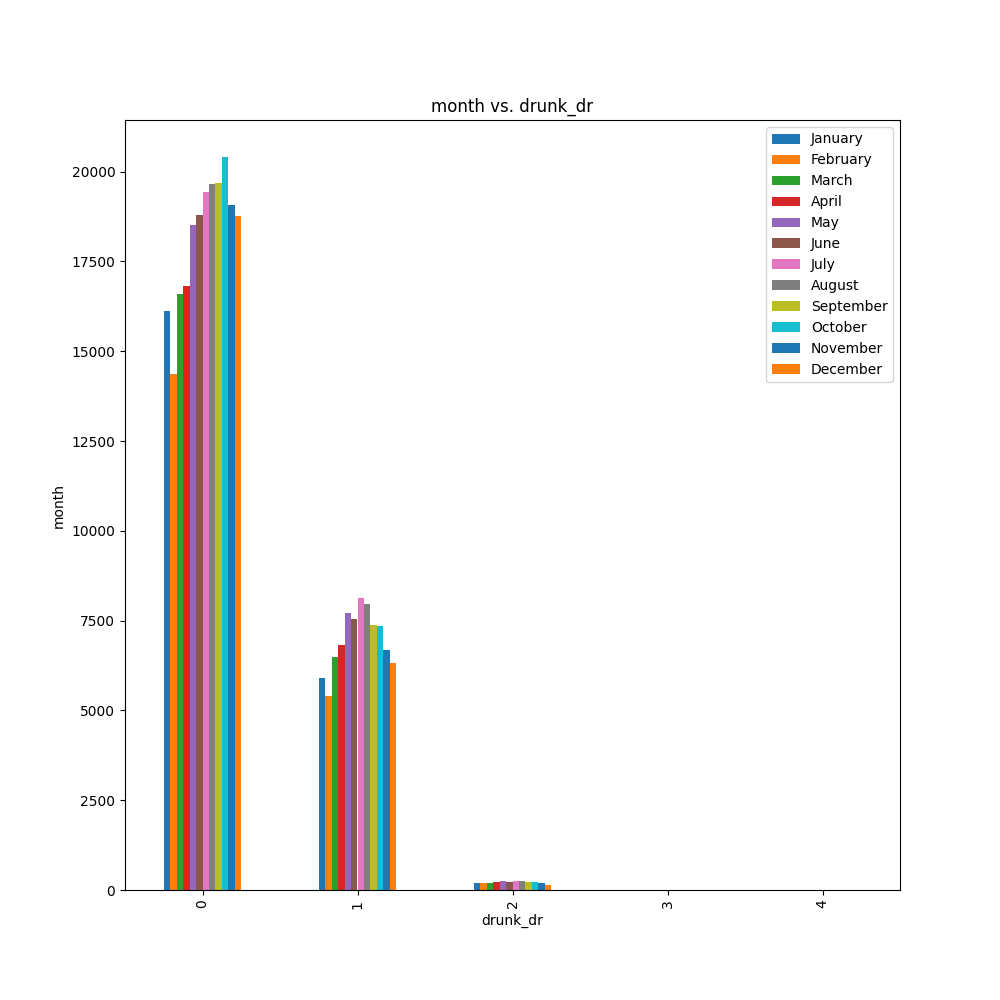 month vs. drunk_dr
January
February
March
April
May
June
July
August
September
October
November
December
20000
17500
15000
12500
10000
7500
5000
2500
0
month
0
1
2
3
4
drunk_dr